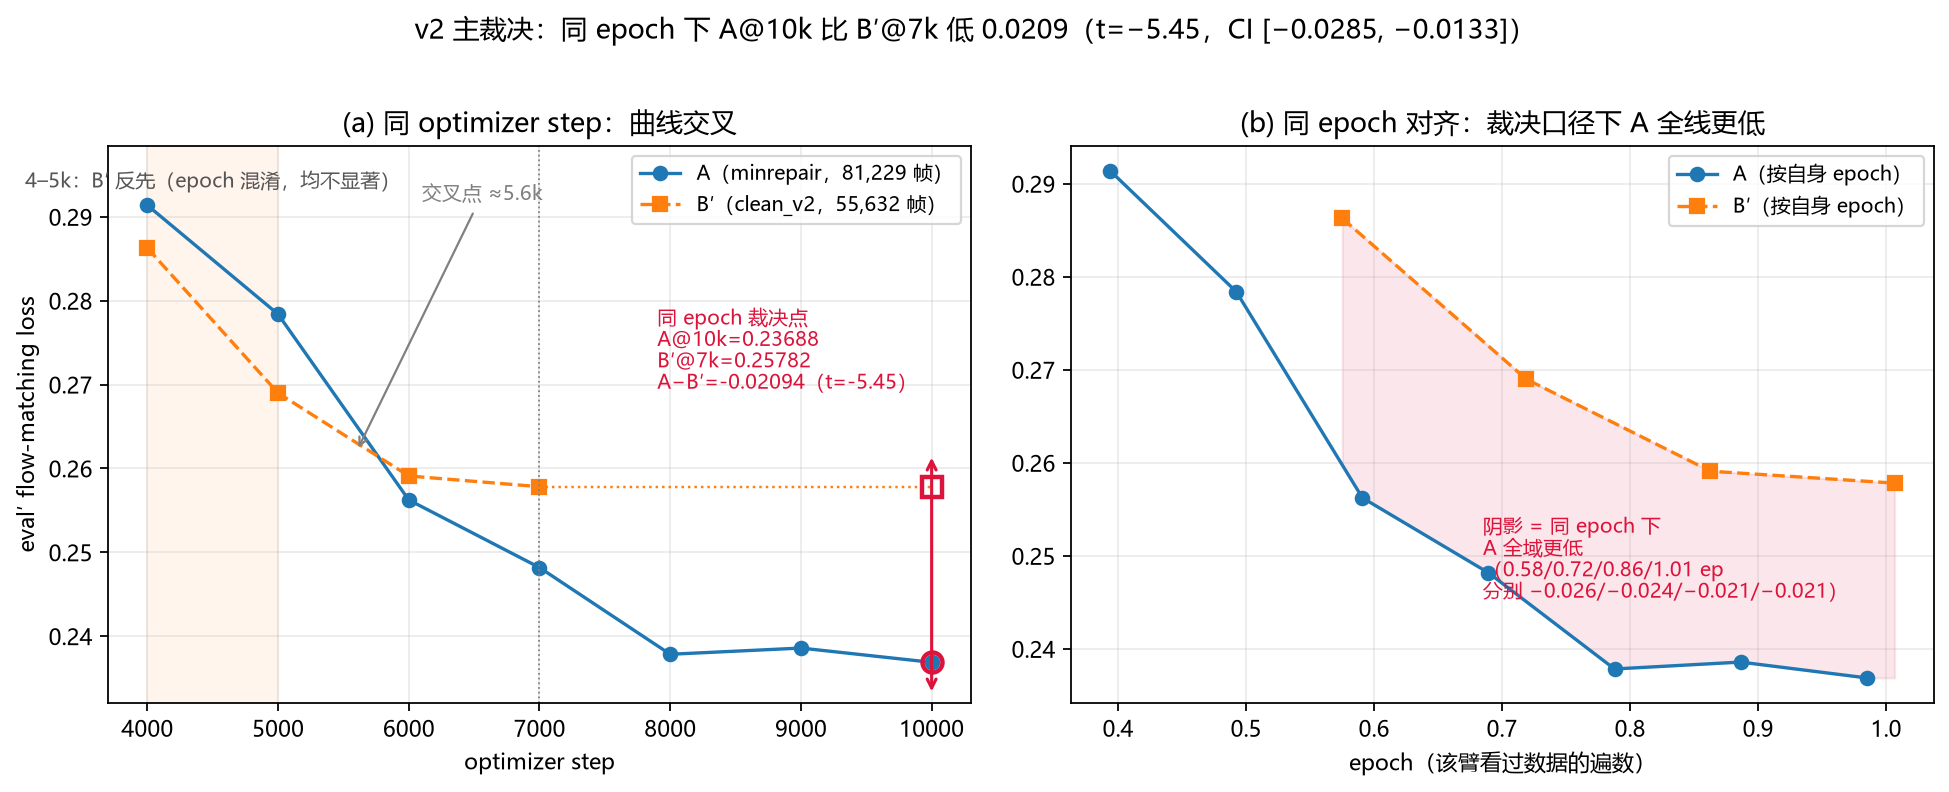 v2 主裁决：同 epoch 下 A@10k 比 B′@7k 低 0.0209（t=−5.45，CI [−0.0285, −0.0133]）
(a) 同 optimizer step：曲线交叉
4–5k：B′ 反先（epoch 混淆，均不显著）
交叉点 ≈5.6k
A（minrepair，81,229 帧）
B′（clean_v2，55,632 帧）
同 epoch 裁决点
A@10k=0.23688
B′@7k=0.25782
A−B′=-0.02094（t=-5.45）
eval′ flow-matching loss
0.29
0.28
0.27
0.26
0.25
0.24
4000 5000 6000 7000 8000 9000 10000
optimizer step
(b) 同 epoch 对齐：裁决口径下 A 全线更低
A（按自身 epoch）
B′（按自身 epoch）
阴影 = 同 epoch 下
A 全域更低
（0.58/0.72/0.86/1.01 ep
分别 −0.026/−0.024/−0.021/−0.021）
0.29
0.28
0.27
0.26
0.25
0.24
0.4 0.5 0.6 0.7 0.8 0.9 1.0
epoch（该臂看过数据的遍数）